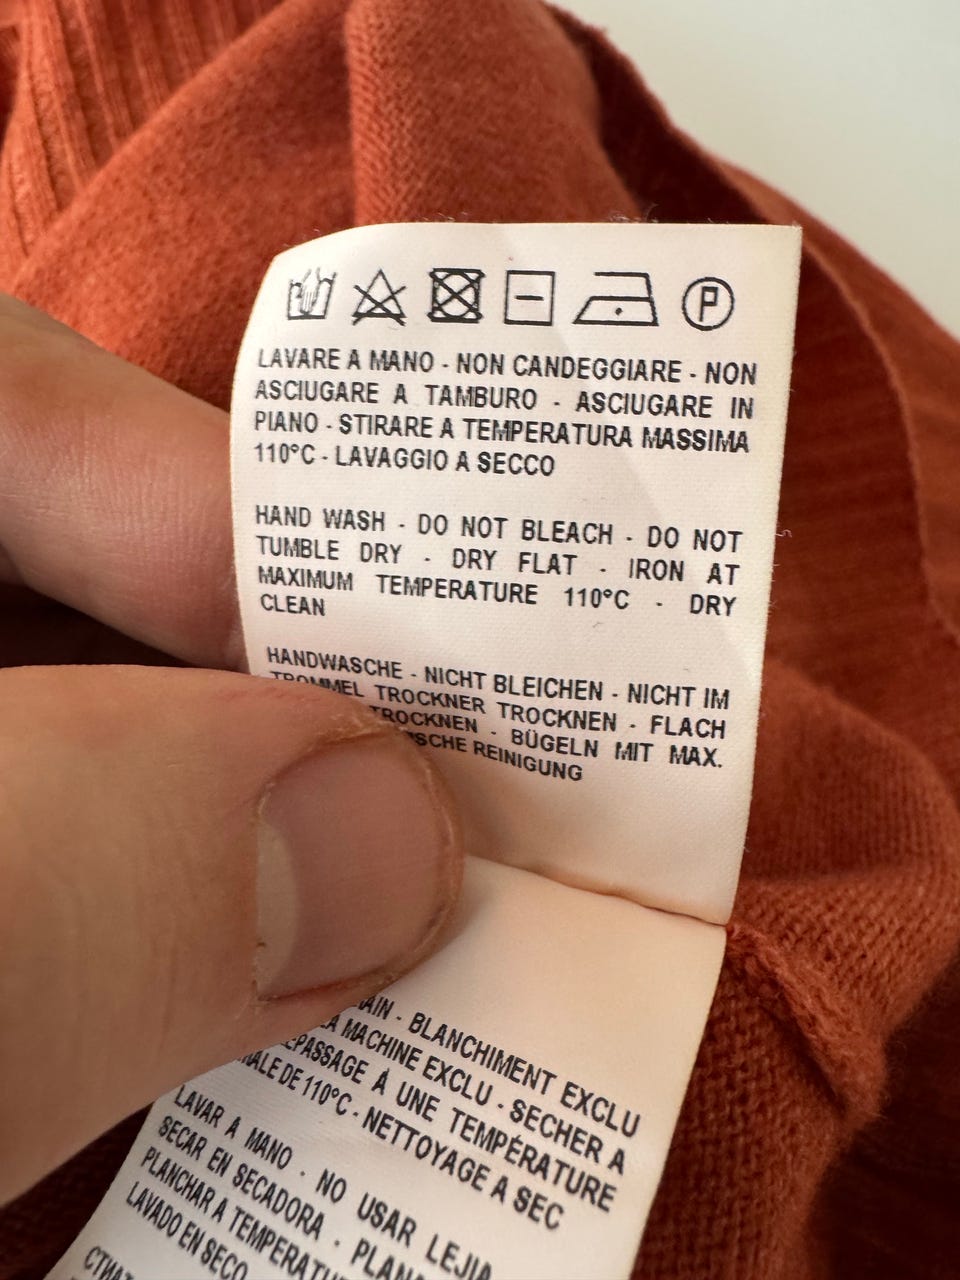 P
LAVARE A MANO - NON CANDEGGIARE - NON
ASCIUGARE A TAMBURO - ASCIUGARE IN
PIANO - STIRARE A TEMPERATURA MASSIMA
110°C - LAVAGGIO A SECCO
HAND WASH - DO NOT BLEACH - DO NOT
TUMBLE DRY - DRY FLAT - IRON AT
MAXIMUM TEMPERATURE 110°C - DRY
CLEAN
HANDWASCHE - NICHT BLEICHEN - NICHT IM
TROMMEL TROCKNER TROCKNEN - FLACH
TROCKNEN - BÜGELN MIT MAX.
REINIGUNG
- BLANCHIMENT EXCLU
MACHINE EXCLU - SECHER A
À UNE TEMPÉRATURE
DE 110°C - NETTOYAGE A SEC
LAVAR A MANO - NO USAR LEJIA
SECAR EN SECADORA -
PLANCHAR A
LAVADO EN SECO